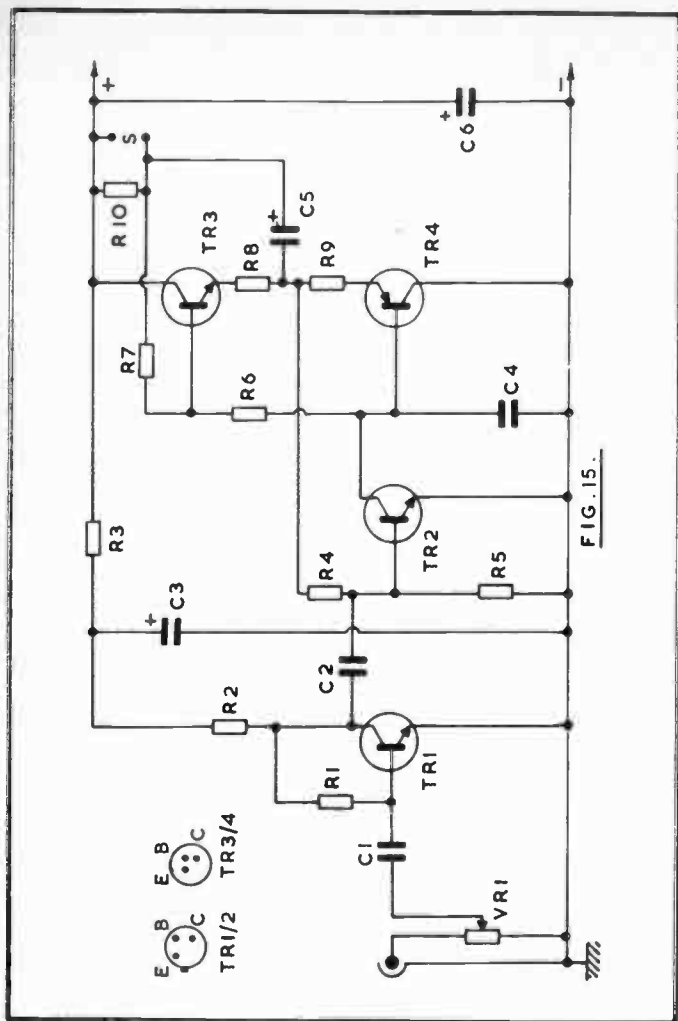 +
S
R10
TR3
R7
R8
C5
+
R9
TR4
R6
R3
C6
+
−
C4
R4
TR2
R5
C3
+
C2
R2
R1
TR1
C1
VR1
E B
C
TR1/2
E B
C
TR3/4
FIG.15.